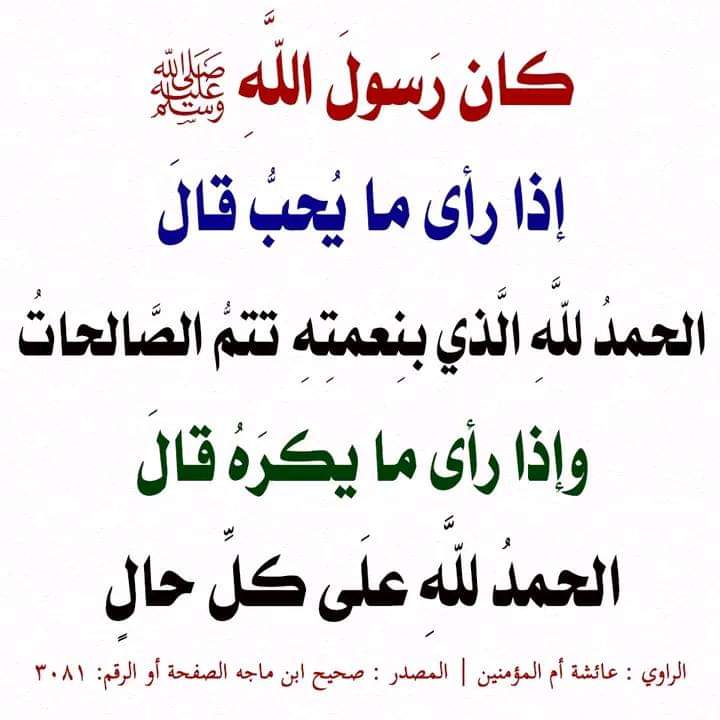 كان رَسولَ اللَّهِ ﷺ
إذا رأى ما يُحبُّ قالَ
الحمدُ للَّهِ الَّذي بنِعمتِهِ تتمُّ الصَّالحاتُ
وإذا رأى ما يكرَهُ قالَ
الحمدُ للَّهِ علَى كلِّ حالٍ
الراوي : عائشة أم المؤمنين | المصدر : صحيح ابن ماجه الصفحة أو الرقم: ٣٠٨١